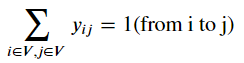 ∑ y_{ij} = 1(from i to j)
i∈V,j∈V